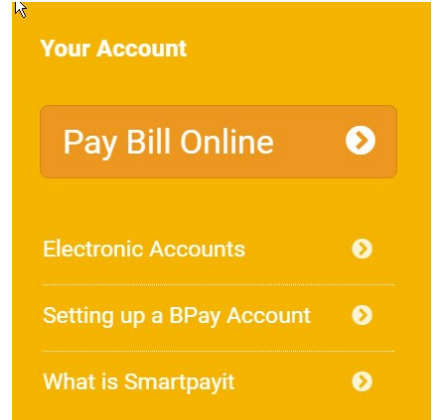 Your Account
Pay Bill Online
Electronic Accounts
Setting up a BPay Account
What is Smartpayit